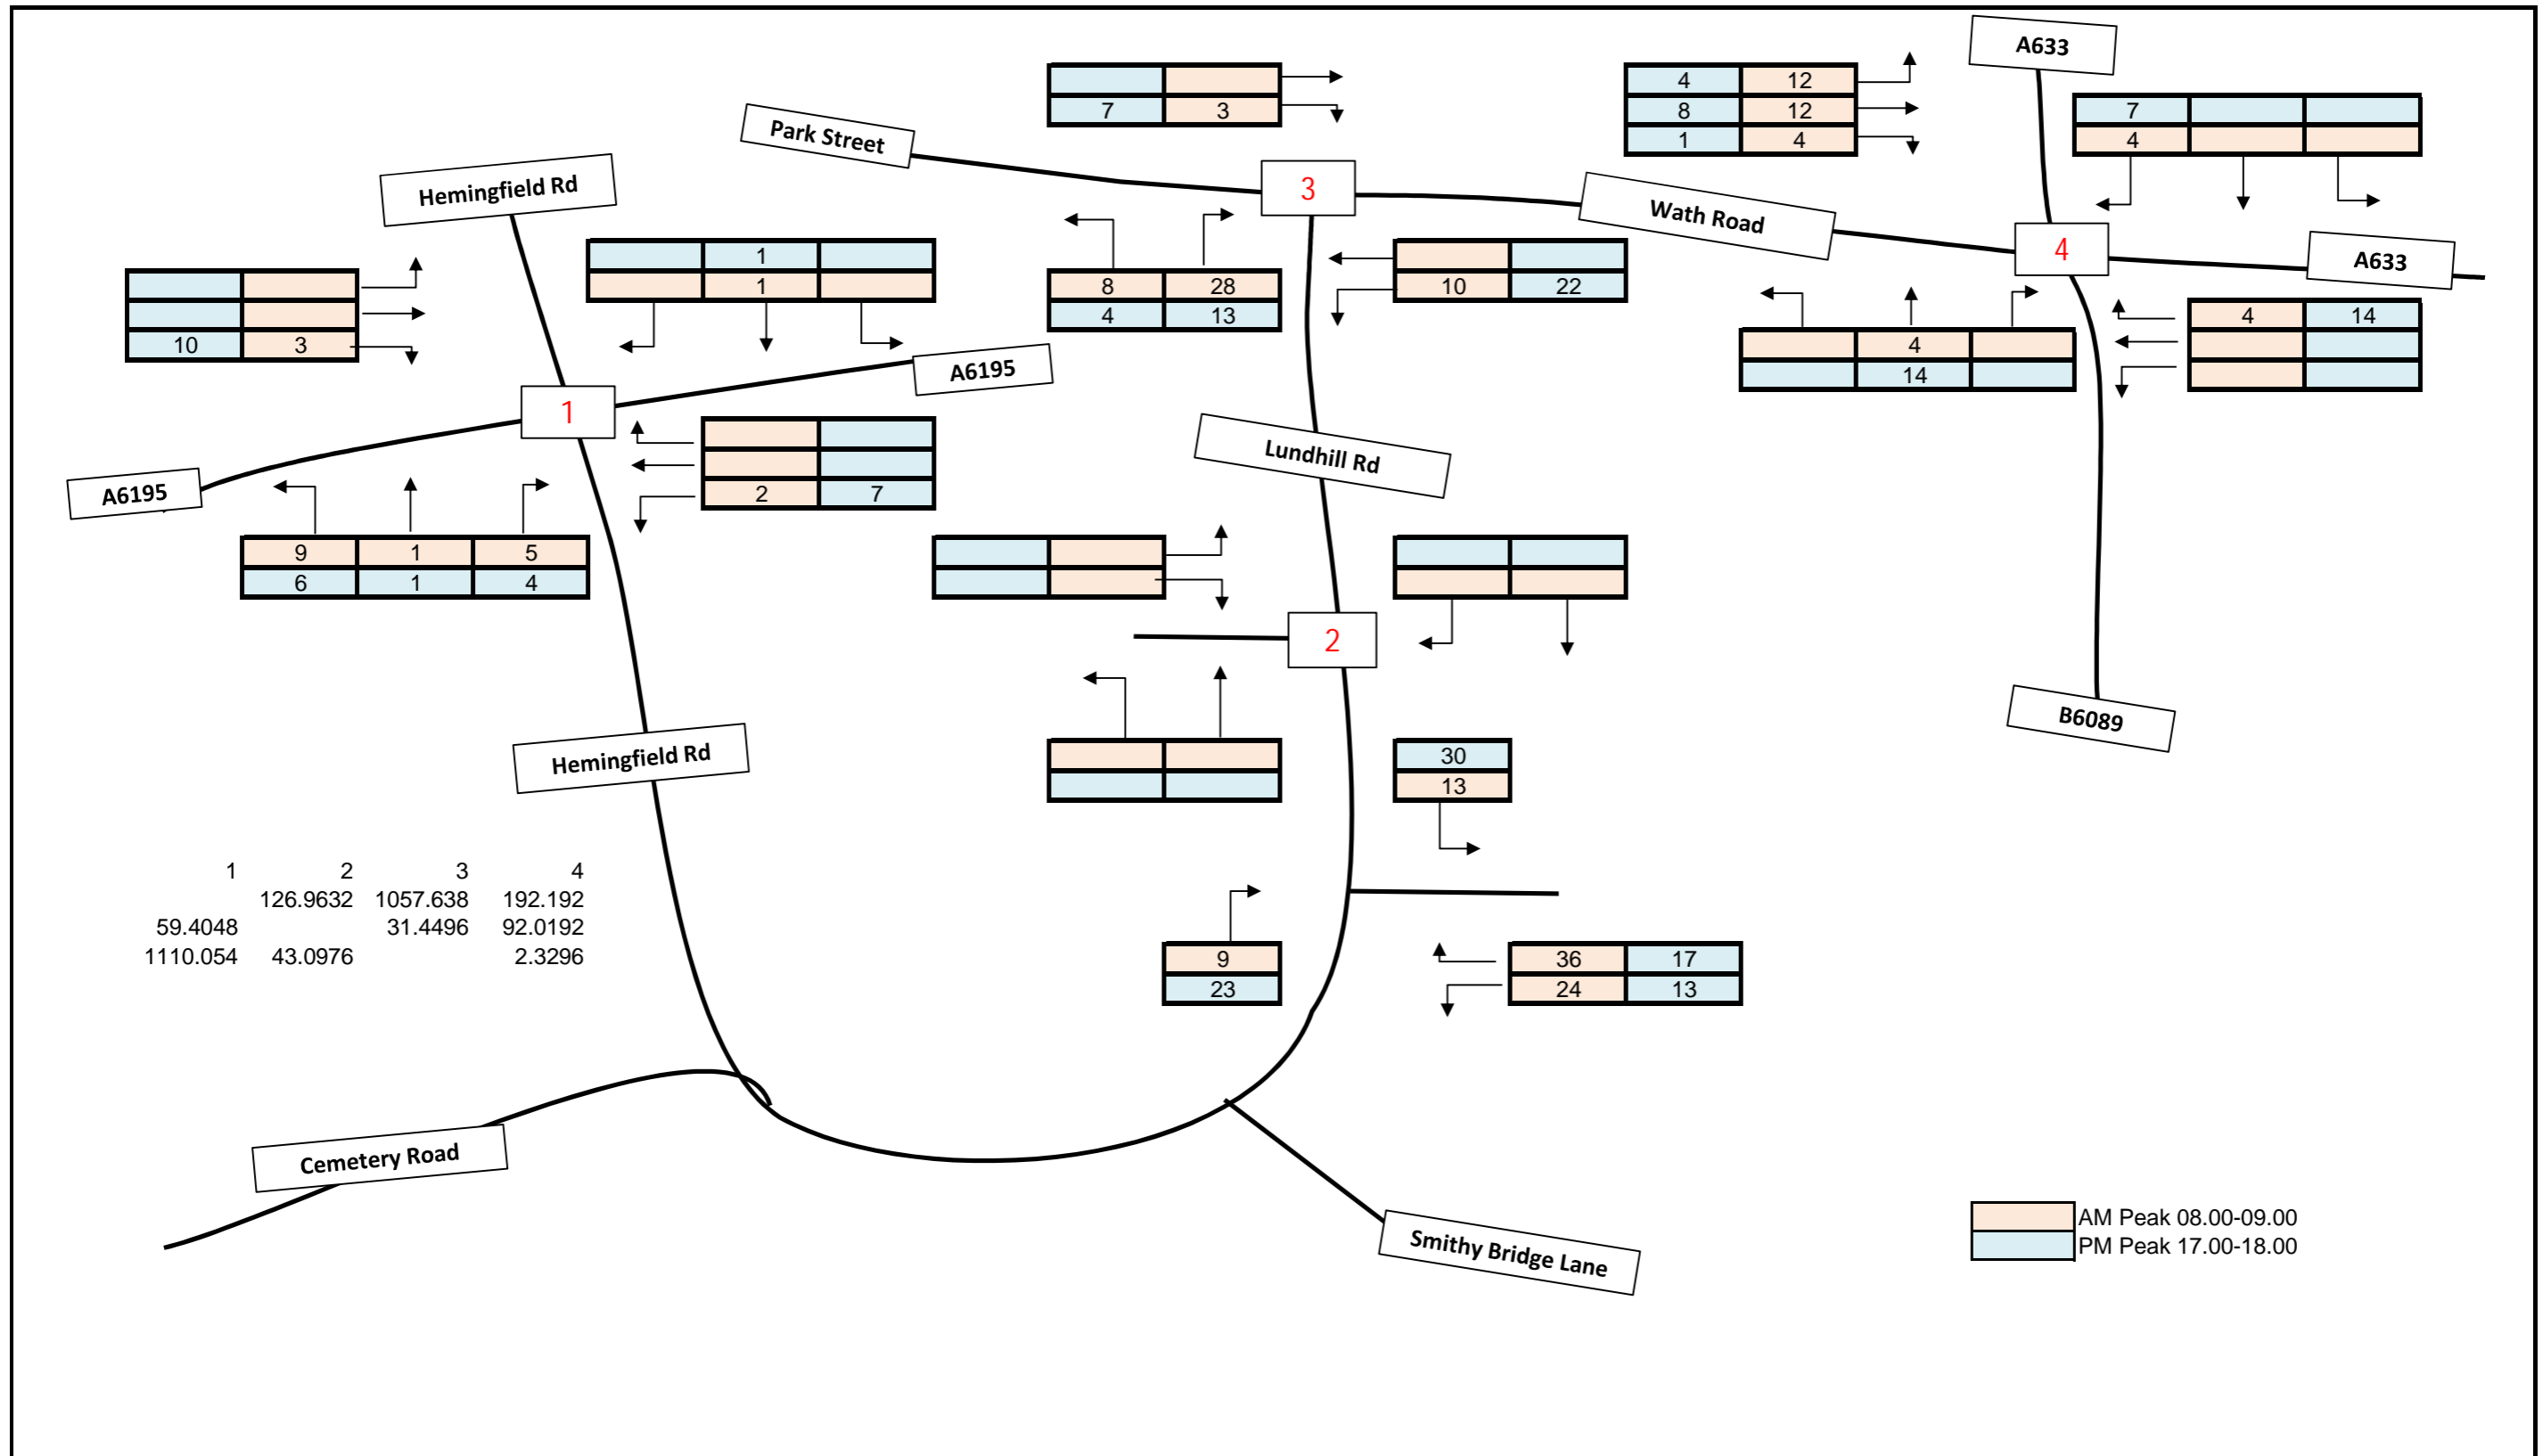 A633
4 12
8 12
1 4
7
4
7 3
Park Street
Hemingfield Rd
3
Wath Road
4
A633
1
1
8 28
4 13
10 22
10 3
4 14
4
14
A6195
1
Lundhill Rd
2 7
A6195
9 1 5
6 1 4
2
B6089
Hemingfield Rd
30
13
1 2 3 4
126.9632 1057.638 192.192
59.4048 31.4496 92.0192
1110.054 43.0976 2.3296
9
23
36 17
24 13
Cemetery Road
Smithy Bridge Lane
AM Peak 08.00-09.00
PM Peak 17.00-18.00